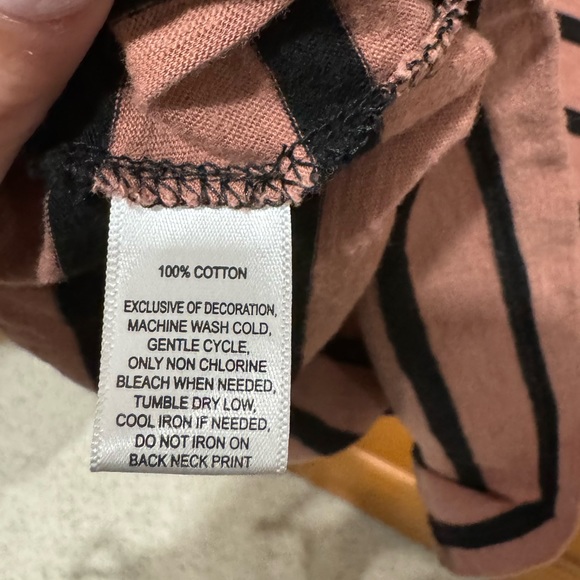 100% COTTON
EXCLUSIVE OF DECORATION,
MACHINE WASH COLD,
GENTLE CYCLE,
ONLY NON CHLORINE
BLEACH WHEN NEEDED,
TUMBLE DRY LOW,
COOL IRON IF NEEDED,
DO NOT IRON ON
BACK NECK PRINT